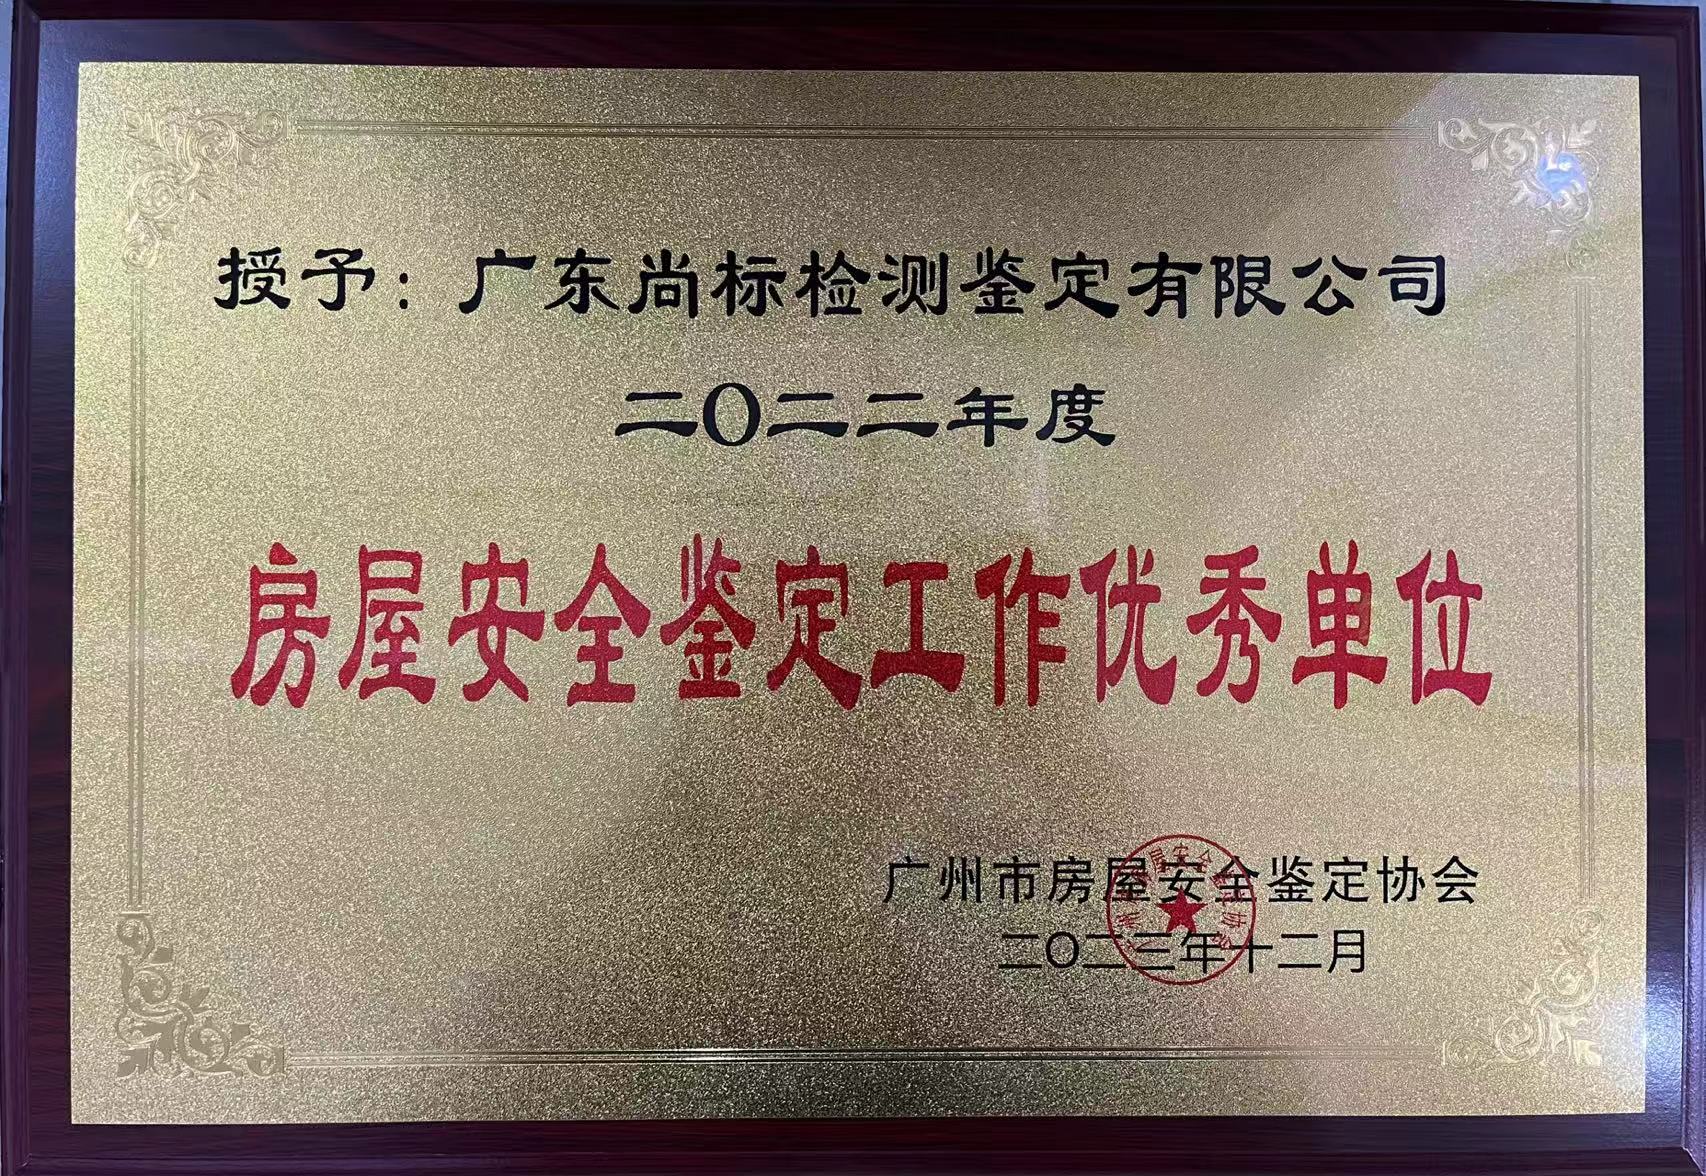 授予：广东尚标检测鉴定有限公司
二〇二二年度
房屋安全鉴定工作优秀单位
广州市房屋安全鉴定协会
二〇二三年十二月